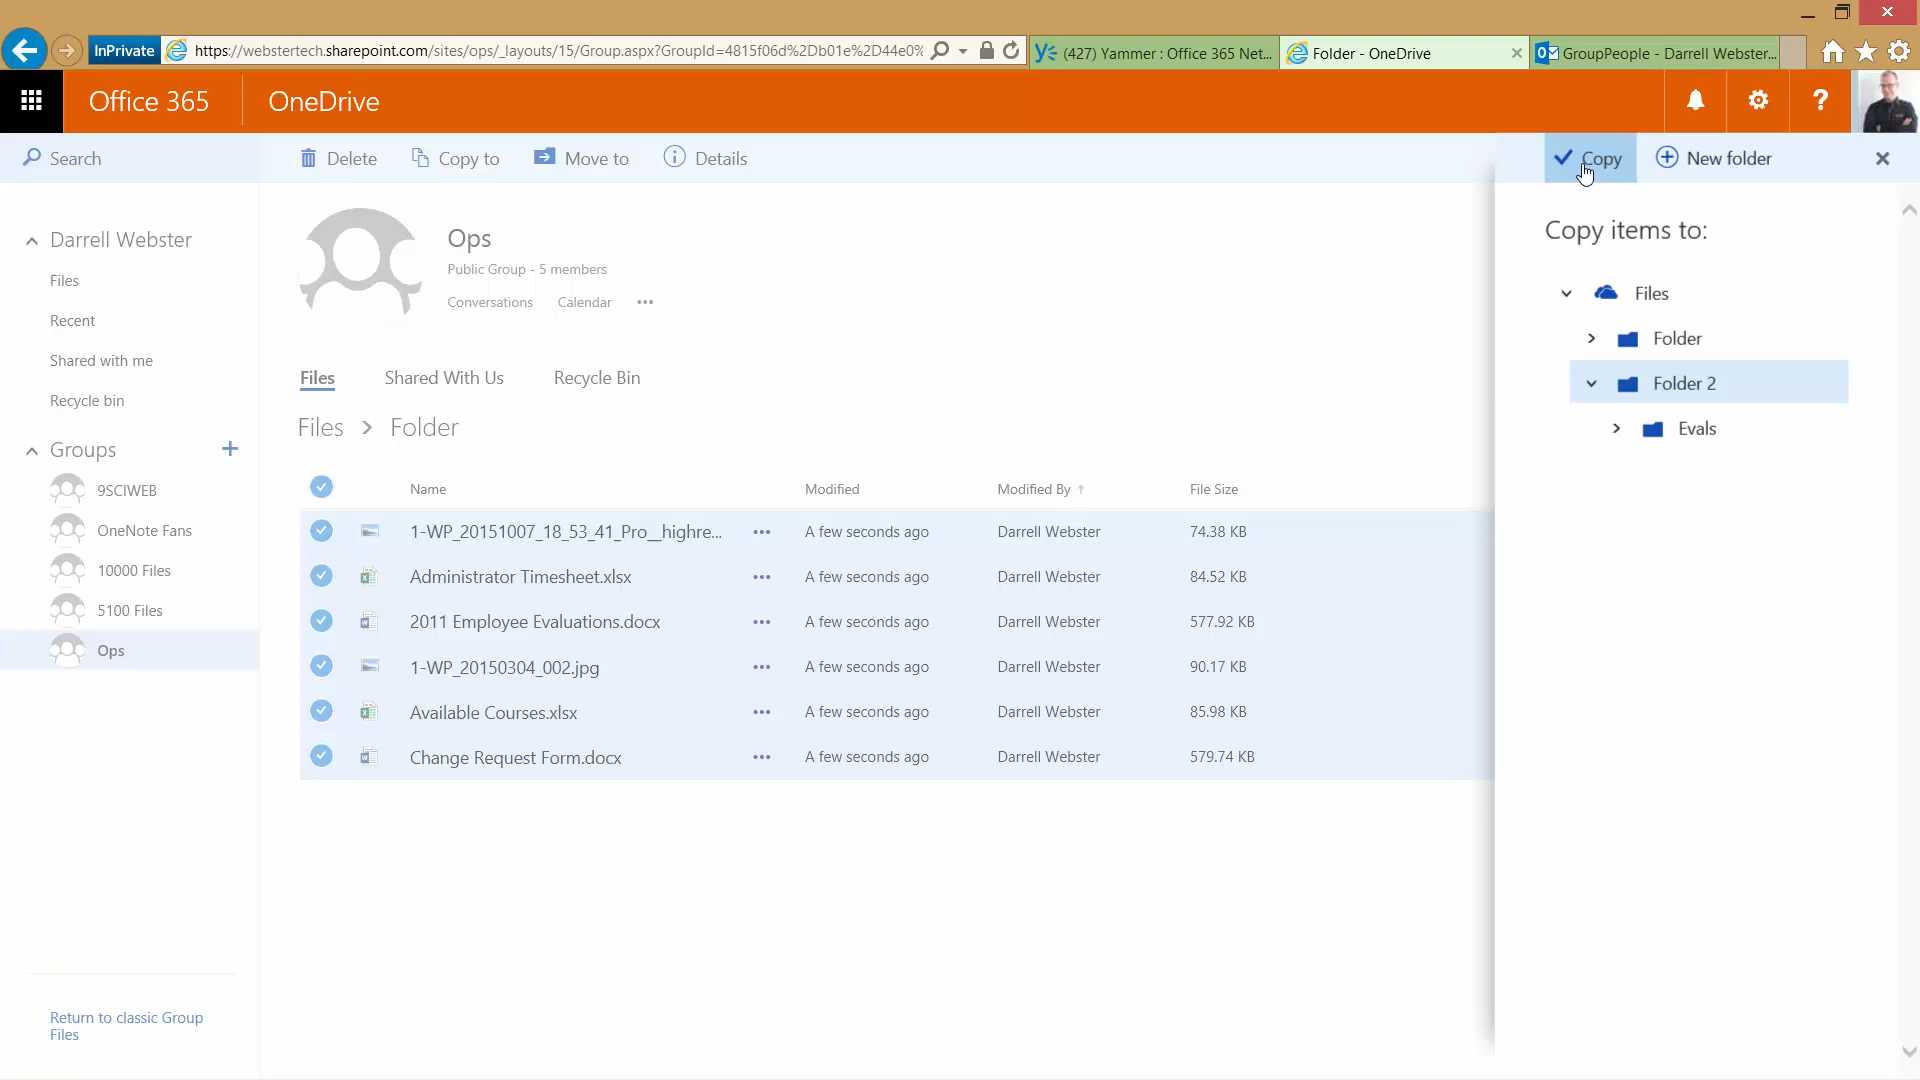 InPrivate https://webstertech.sharepoint.com/sites/ops/_layouts/15/Group.aspx?GroupId=4815f06d%2Db01e%2D44e0% (427) Yammer : Office 365 Net... Folder - OneDrive GroupPeople - Darrell Webster...
Office 365 OneDrive ?
Search Delete Copy to Move to Details Copy New folder
Copy items to:
Files
Folder
Folder 2
Evals
Darrell Webster
Files
Recent
Shared with me
Recycle bin
Groups +
9SCIWEB
OneNote Fans
10000 Files
5100 Files
Ops
Return to classic Group
Files
Ops
Public Group - 5 members
Conversations Calendar •••
Files Shared With Us Recycle Bin
Files > Folder
Name Modified Modified By ↑ File Size
1-WP_20151007_18_53_41_Pro__highre... ••• A few seconds ago Darrell Webster 74.38 KB
Administrator Timesheet.xlsx ••• A few seconds ago Darrell Webster 84.52 KB
2011 Employee Evaluations.docx ••• A few seconds ago Darrell Webster 577.92 KB
1-WP_20150304_002.jpg ••• A few seconds ago Darrell Webster 90.17 KB
Available Courses.xlsx ••• A few seconds ago Darrell Webster 85.98 KB
Change Request Form.docx ••• A few seconds ago Darrell Webster 579.74 KB